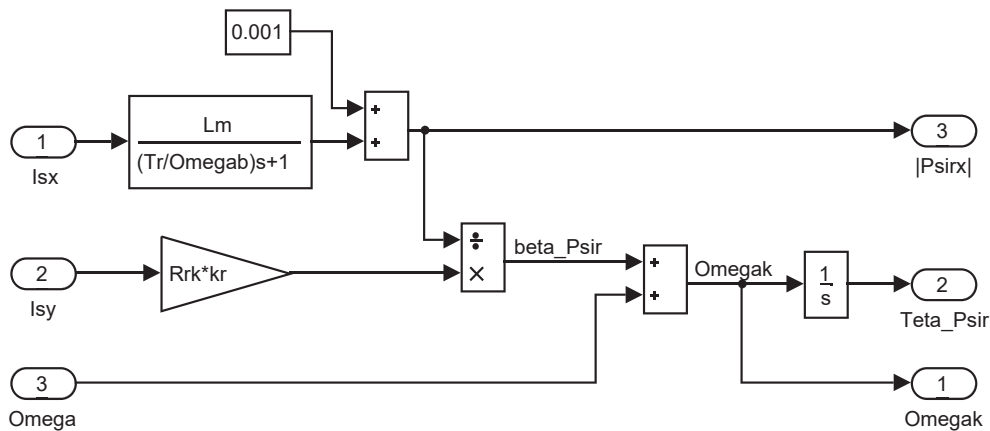 0.001
+
+
Lm
(Tr/Omegab)s+1
1
Isx
3
|Psirx|
÷
×
beta_Psir
+
+
Omegak
1
s
2
Teta_Psir
2
Isy
Rrk*kr
3
Omega
1
Omegak